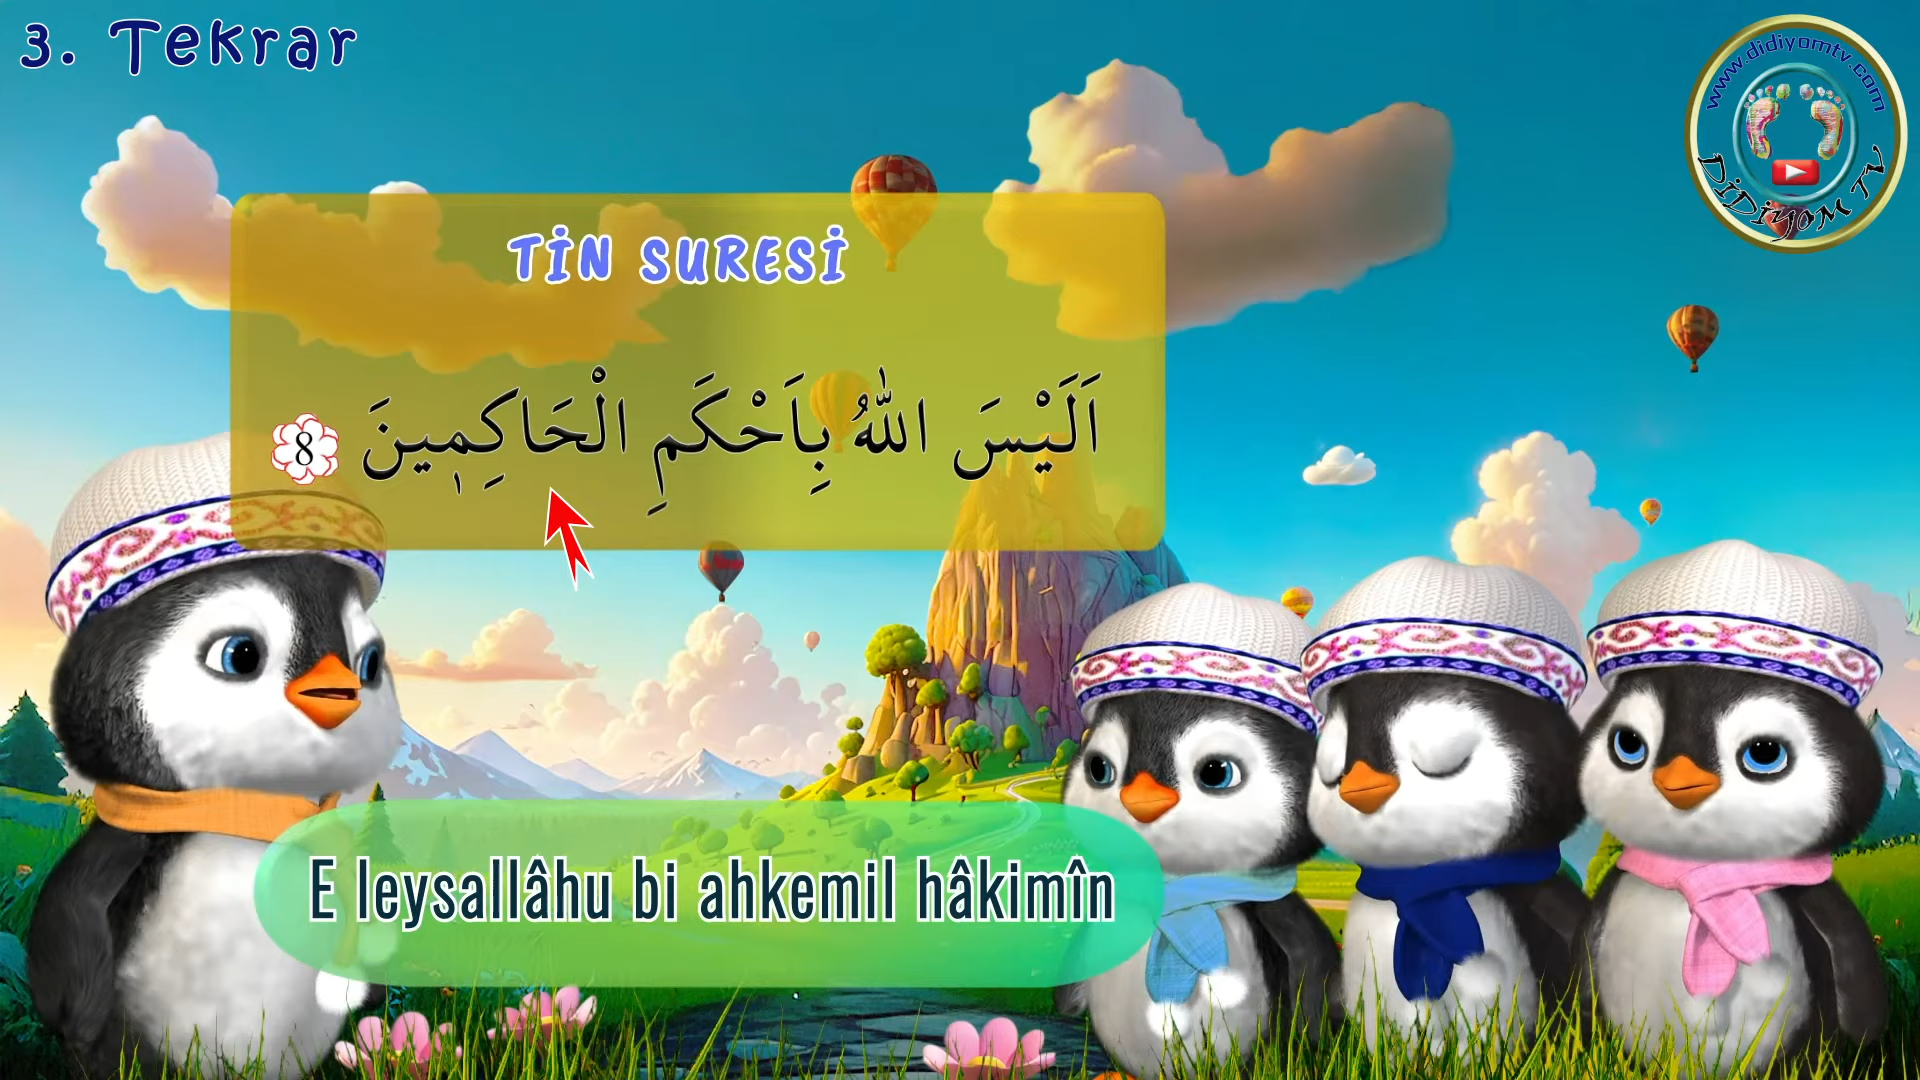 3. Tekrar
www.didiyomtv.com
DiDiyoM TV
TİN SURESİ
اَلَيْسَ اللّٰهُ بِاَحْكَمِ الْحَاكِم۪ينَ 8
E leysallâhu bi ahkemil hâkimîn